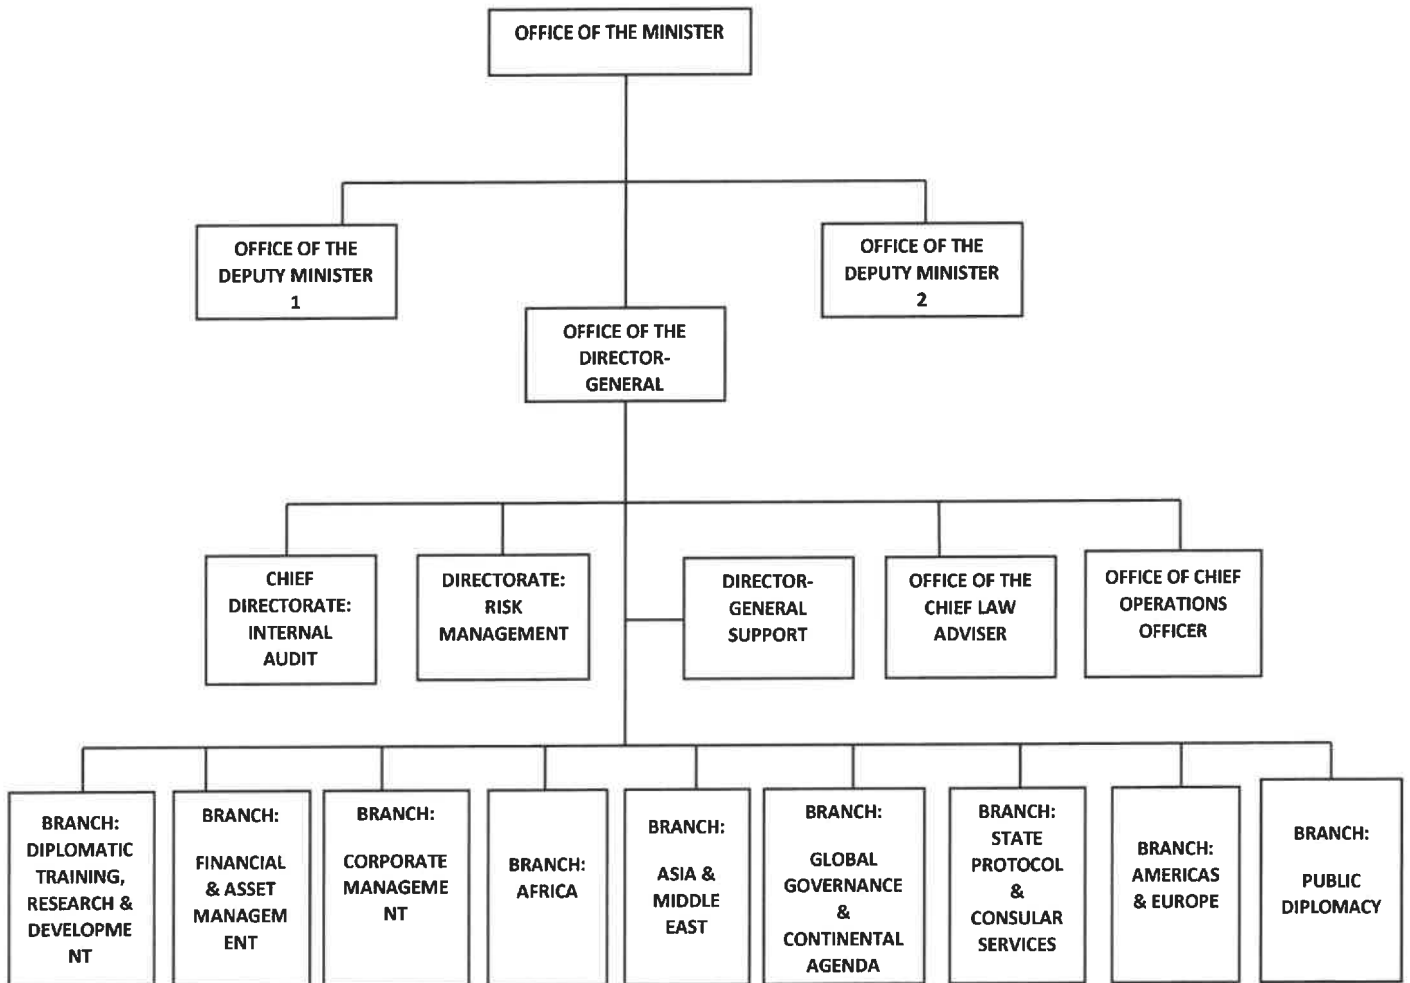 OFFICE OF THE MINISTER
OFFICE OF THE
DEPUTY MINISTER
1
OFFICE OF THE
DEPUTY MINISTER
2
OFFICE OF THE
DIRECTOR-
GENERAL
CHIEF
DIRECTORATE:
INTERNAL
AUDIT
DIRECTORATE:
RISK
MANAGEMENT
DIRECTOR-
GENERAL
SUPPORT
OFFICE OF THE
CHIEF LAW
ADVISER
OFFICE OF CHIEF
OPERATIONS
OFFICER
BRANCH:
DIPLOMATIC
TRAINING,
RESEARCH &
DEVELOPME
NT
BRANCH:
FINANCIAL
& ASSET
MANAGEM
ENT
BRANCH:
CORPORATE
MANAGEME
NT
BRANCH:
AFRICA
BRANCH:
ASIA &
MIDDLE
EAST
BRANCH:
GLOBAL
GOVERNANCE
&
CONTINENTAL
AGENDA
BRANCH:
STATE
PROTOCOL
&
CONSULAR
SERVICES
BRANCH:
AMERICAS
& EUROPE
BRANCH:
PUBLIC
DIPLOMACY